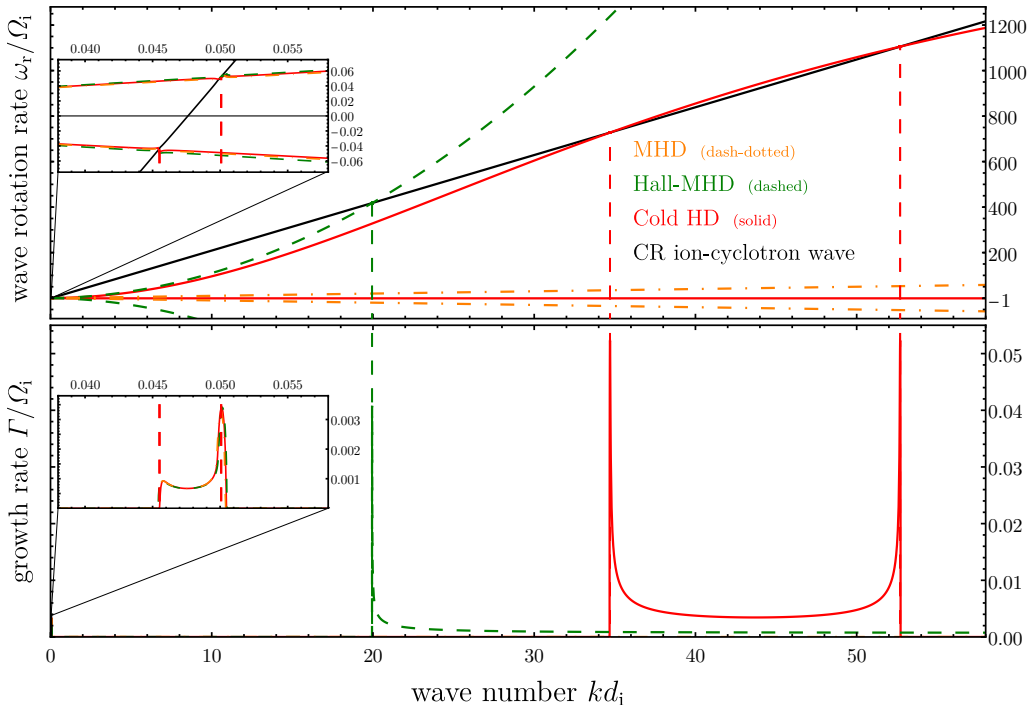 wave rotation rate ωr/Ωi
0.040 0.045 0.050 0.055
0.06
0.04
0.02
0.00
−0.04
−0.06
1200
1000
800
600
400
200
−1
MHD (dash-dotted)
Hall-MHD (dashed)
Cold HD (solid)
CR ion-cyclotron wave
growth rate Γ/Ωi
0.040 0.045 0.050 0.055
0.003
0.002
0.001
0.05
0.04
0.03
0.02
0.01
0.00
0 10 20 30 40 50
wave number kdi